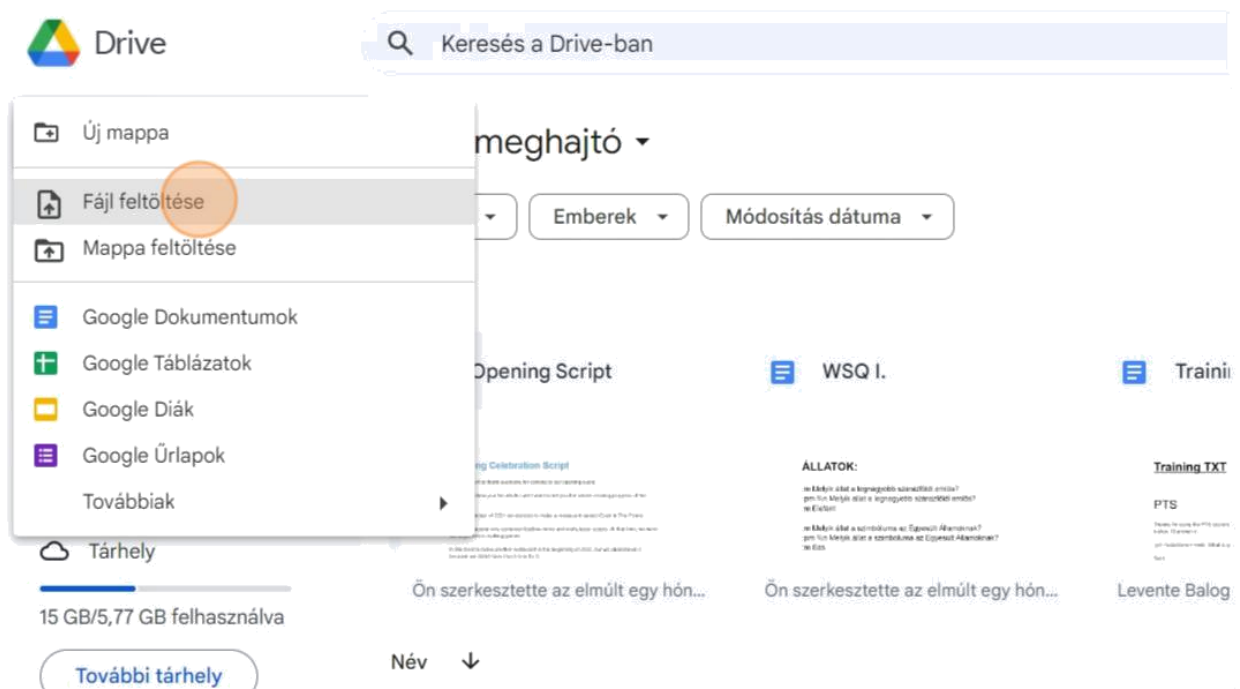 Drive
Keresés a Drive-ban
Új mappa
meghajtó
Fájl feltöltése
Emberek
Módosítás dátuma
Mappa feltöltése
Google Dokumentumok
Google Táblázatok
Opening Script
WSQ I.
Google Diák
Google Űrlapok
Celebration Script
ÁLLATOK:
Training TXT
Továbbiak
PTS
Tárhely
Ön szerkesztette az elmúlt egy hón...
Ön szerkesztette az elmúlt egy hón...
Levente Balog
15 GB/5,77 GB felhasználva
Név
További tárhely